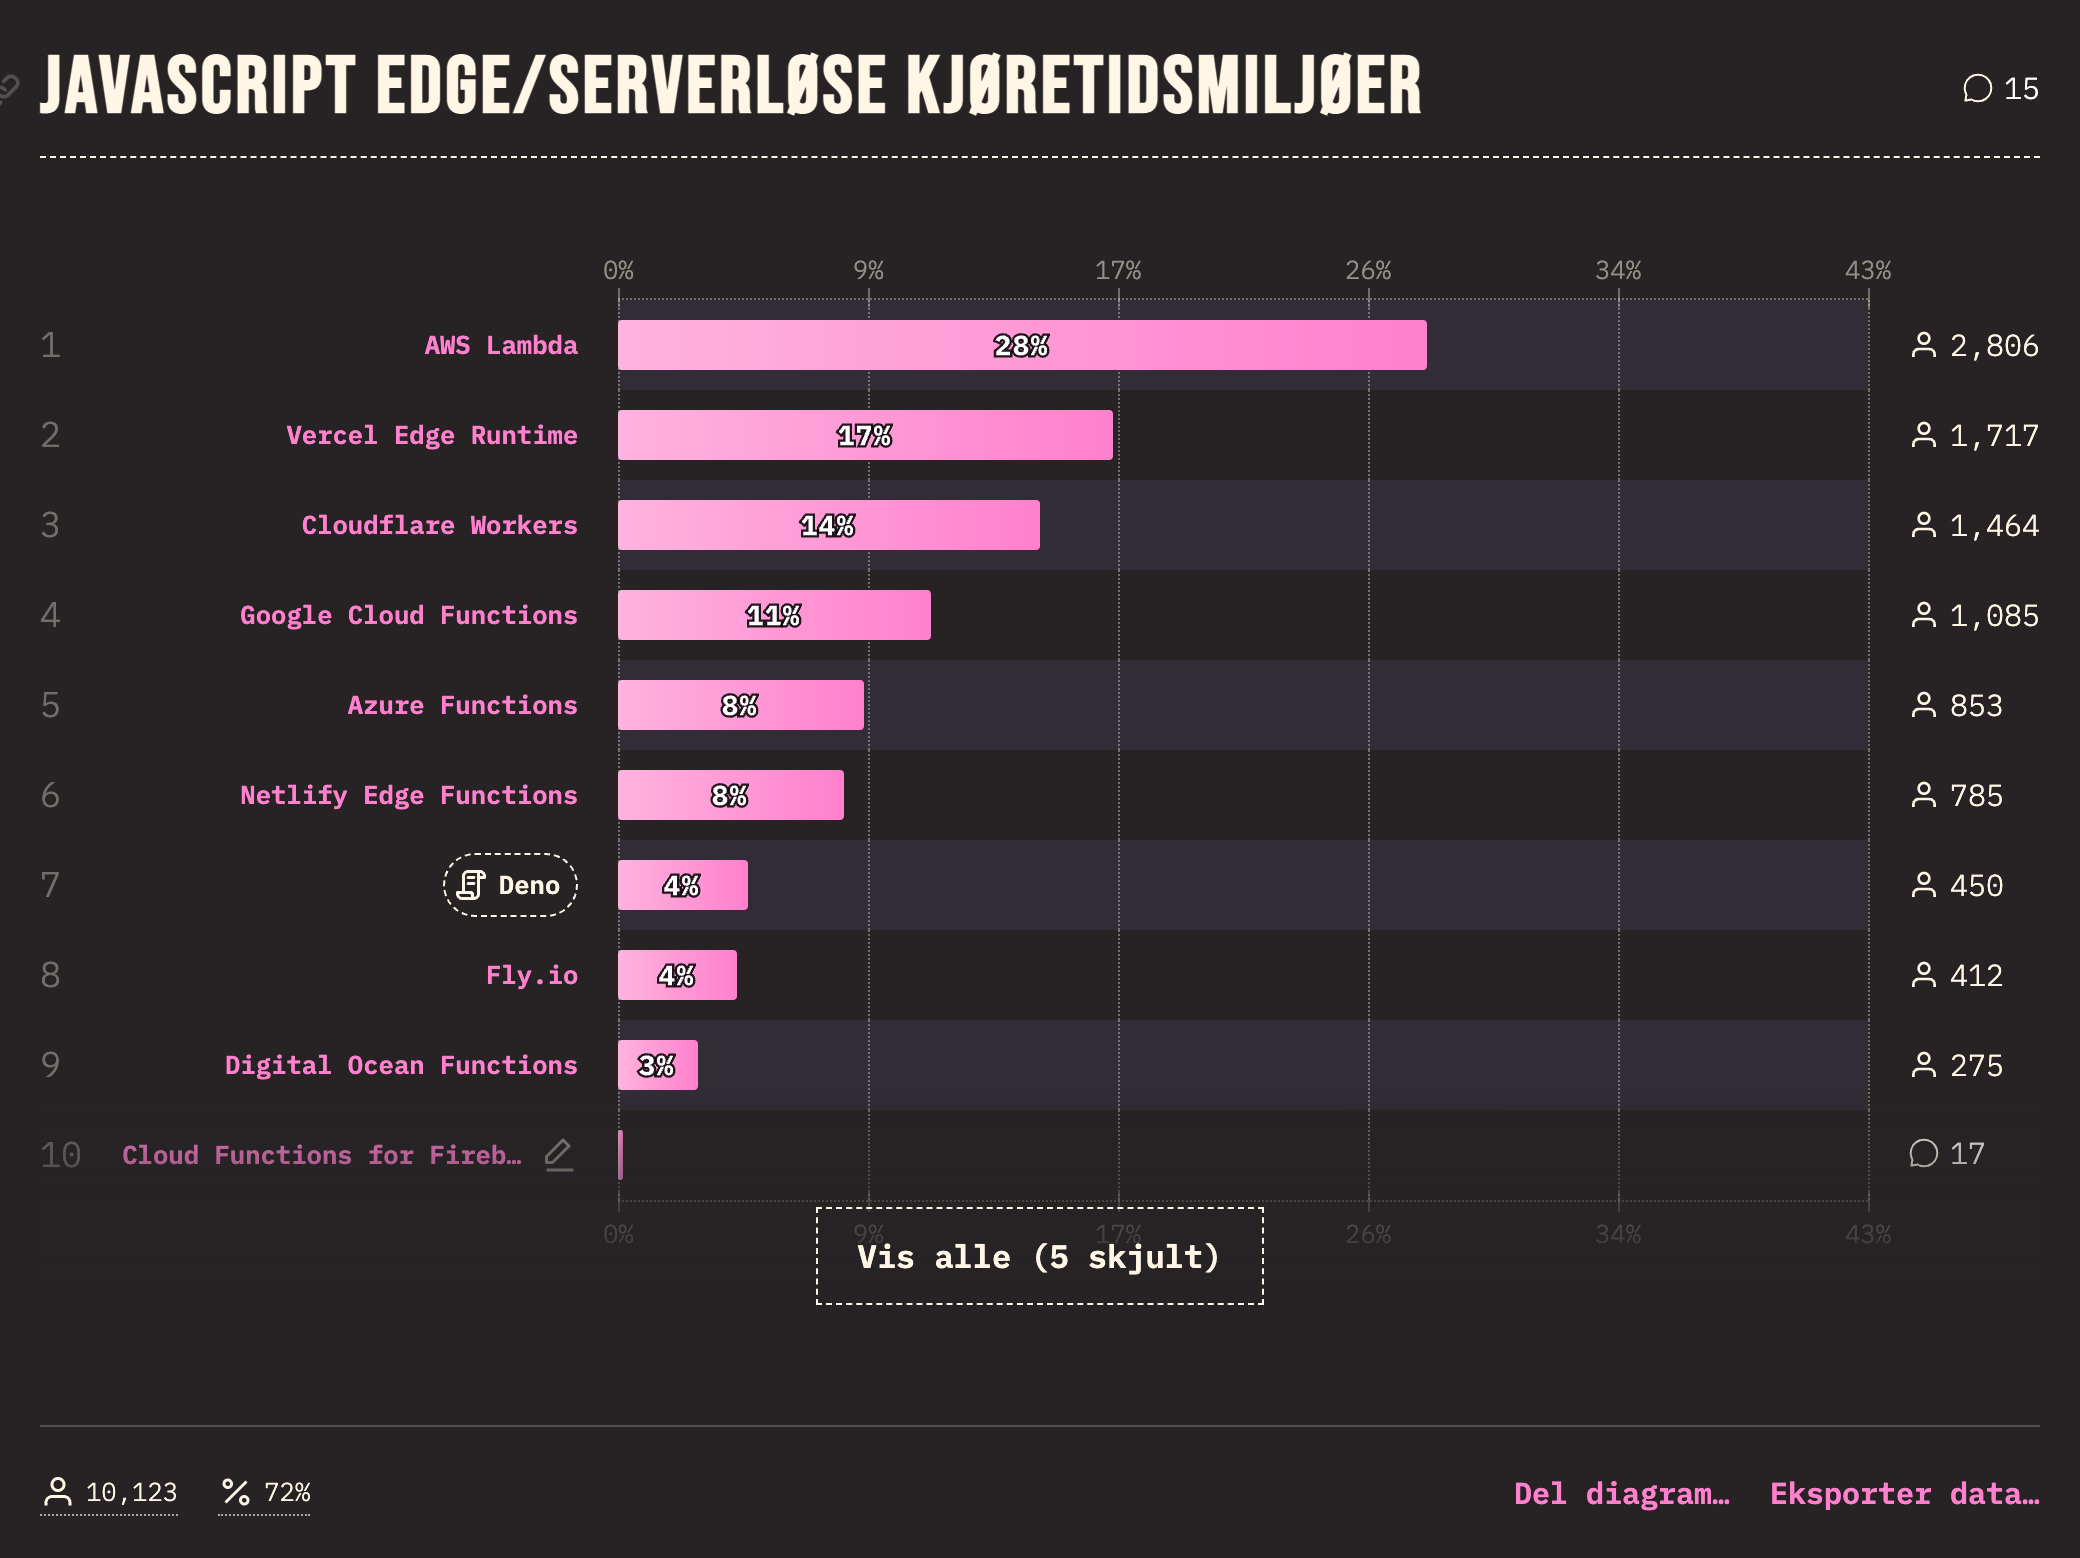 JAVASCRIPT EDGE/SERVERLØSE KJØRETIDSMILJØER
15
0% 9% 17% 26% 34% 43%
1 AWS Lambda 28% 2,806
2 Vercel Edge Runtime 17% 1,717
3 Cloudflare Workers 14% 1,464
4 Google Cloud Functions 11% 1,085
5 Azure Functions 8% 853
6 Netlify Edge Functions 8% 785
7 Deno 4% 450
8 Fly.io 4% 412
9 Digital Ocean Functions 3% 275
10 Cloud Functions for Fireb… 17
0% 9% 17% 26% 34% 43%
Vis alle (5 skjult)
10,123 % 72%
Del diagram… Eksporter data…